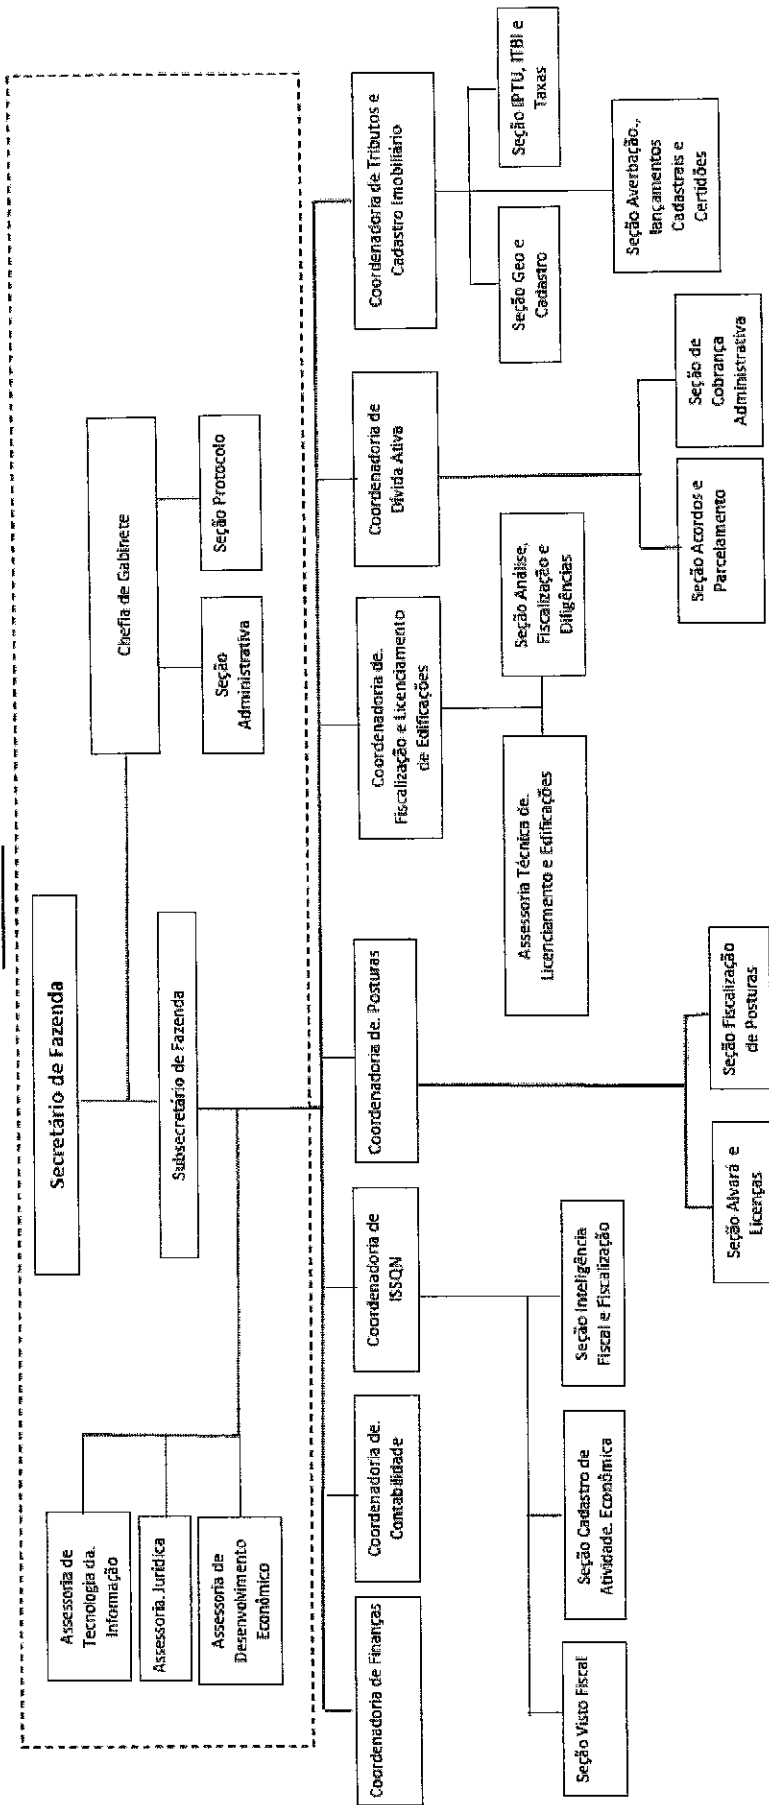 Secretário de Fazenda
Subsecretário de Fazenda
Chefia de Gabinete
Seção
Administrativa
Seção Protocolo
Assessoria de
Tecnologia da.
Informação
Assessoria Jurídica
Assessoria de
Desenvolvimento
Econômico
Coordenadoria de Finanças
Coordenadoria de.
Contabilidade
Coordenadoria de
ISSQN
Coordenadoria de. Posturas
Coordenadoria de.
Fiscalização e Licenciamento
de Edificações
Coordenadoria de
Dívida Ativa
Coordenadoria de Tributos e
Cadastro Imobiliário
Seção Visto Fiscal
Seção Cadastro de
Atividade. Econômica
Seção Inteligência
Fiscal e Fiscalização
Seção Alvará e
Licenças
Seção Fiscalização
de Posturas
Assessoria Técnica de.
Licenciamento e Edificações
Seção Análise,
Fiscalização e
Diligências
Seção Acordos e
Parcelamento
Seção de
Cobrança
Administrativa
Seção Geo e
Cadastro
Seção IPTU, ITBI e
Taxas
Seção Averbação.,
lançamentos
Cadastrais e
Certidões